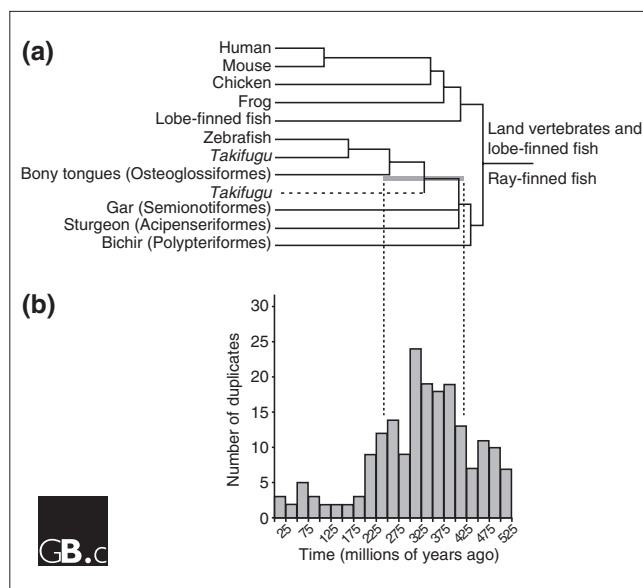 (a)
Human
Mouse
Chicken
Frog
Lobe-finned fish
Zebrafish
Takifugu
Bony tongues (Osteoglossiformes)
Takifugu
Gar (Semionotiformes)
Sturgeon (Acipenseriformes)
Bichir (Polypteriformes)
Land vertebrates and
lobe-finned fish
Ray-finned fish
(b)
Number of duplicates
30
25
20
15
10
5
0
25 75 125 175 225 275 325 375 425 475 525
Time (millions of years ago)
GB.c